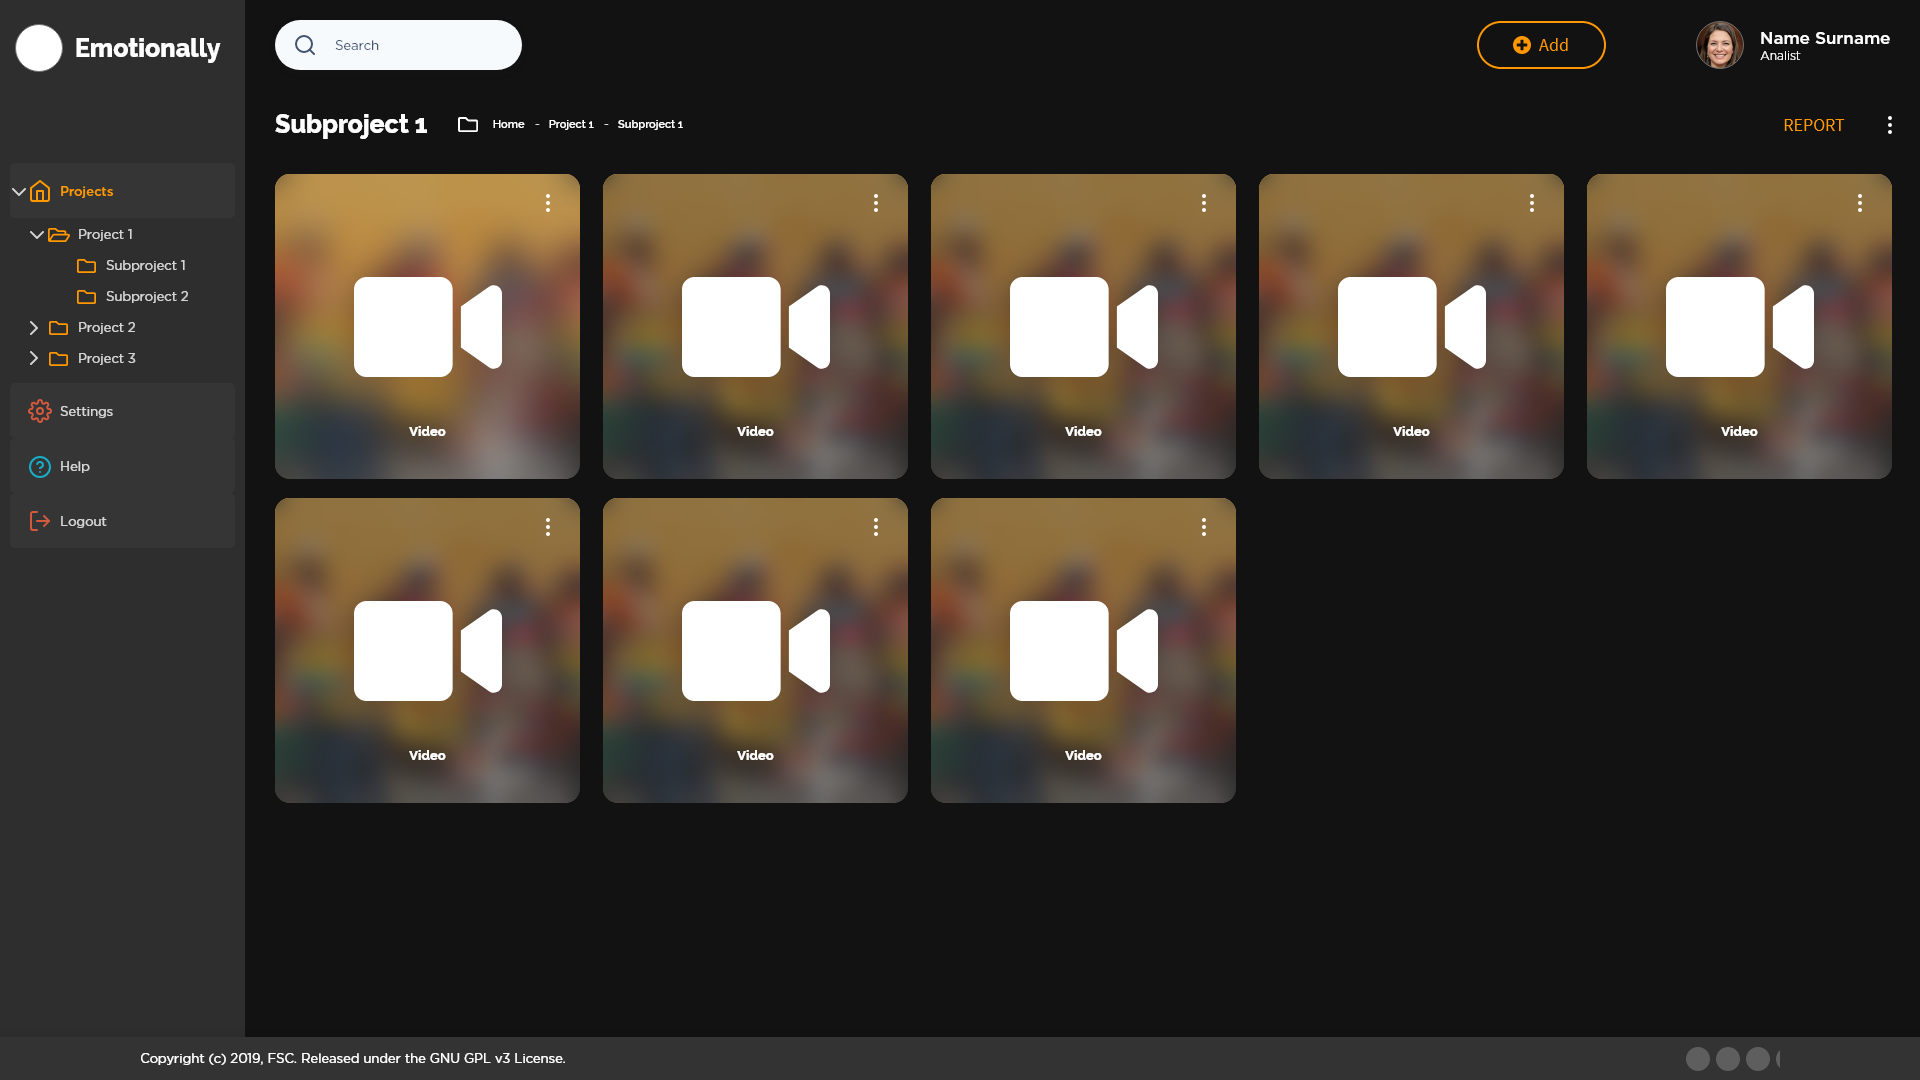 Emotionally
Search
Add
Name Surname
Analist
Subproject 1
Home - Project 1 - Subproject 1
REPORT
Projects
Project 1
Subproject 1
Subproject 2
Project 2
Project 3
Settings
Help
Logout
Video
Video
Video
Video
Video
Video
Video
Video
Copyright (c) 2019, FSC. Released under the GNU GPL v3 License.